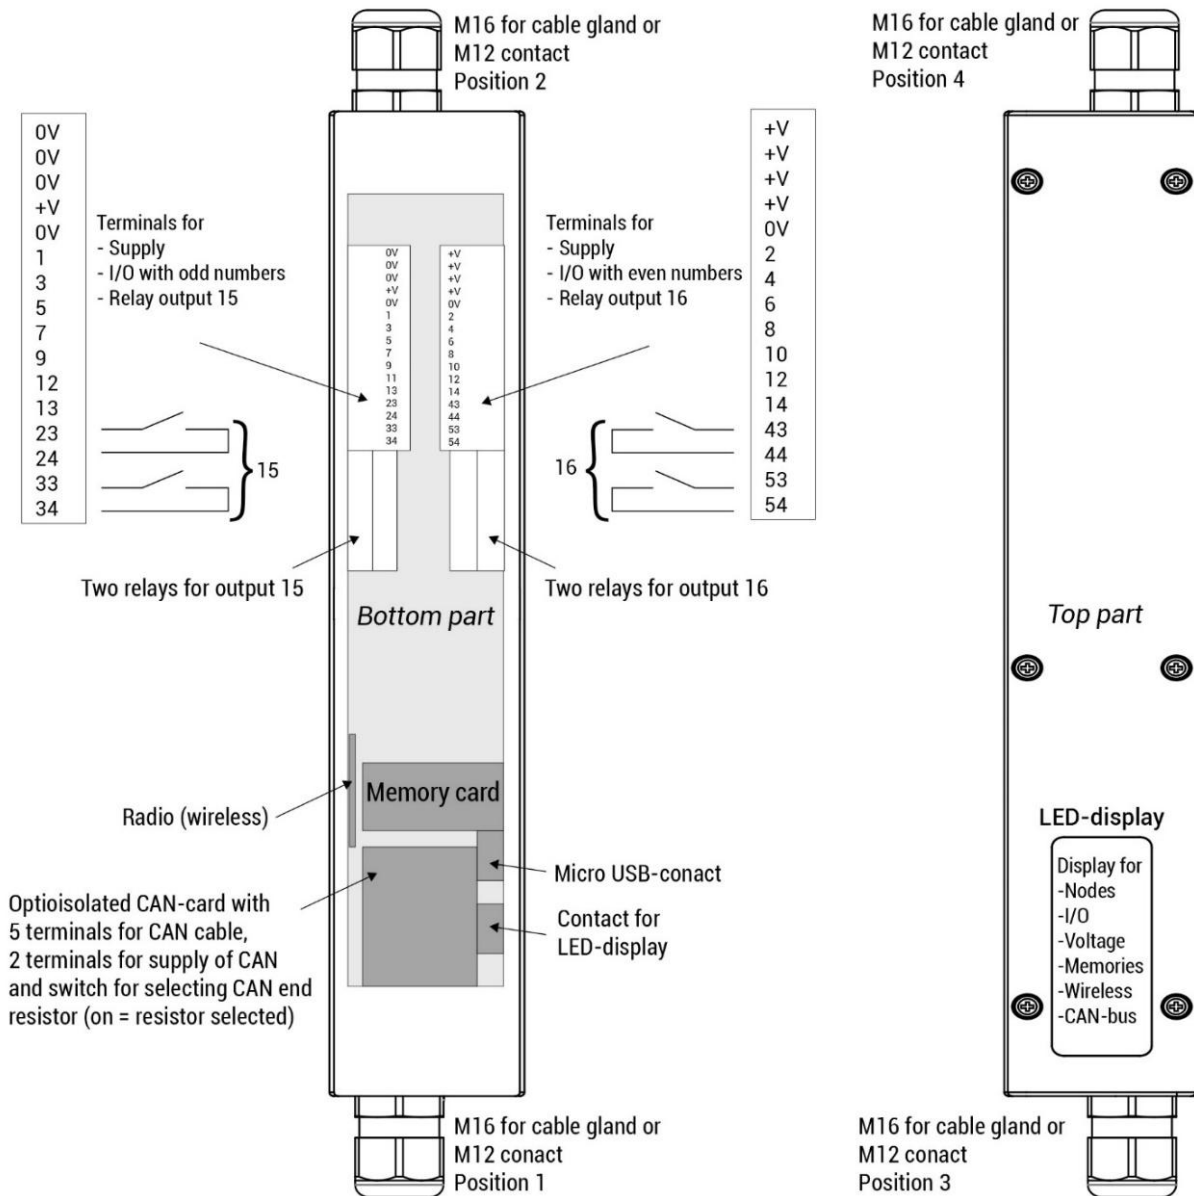 M16 for cable gland or
M12 contact
Position 2
M16 for cable gland or
M12 contact
Position 4
0V
0V
0V
+V
0V
1
3
5
7
9
12
13
23
24
33
34
Terminals for
- Supply
- I/O with odd numbers
- Relay output 15
15
0V
0V
0V
+V
0V
1
3
5
7
9
11
13
23
24
33
34
+V
+V
+V
+V
0V
2
4
6
8
10
12
14
43
44
53
54
Terminals for
- Supply
- I/O with even numbers
- Relay output 16
16
+V
+V
+V
+V
0V
2
4
6
8
10
12
14
43
44
53
54
Two relays for output 15
Two relays for output 16
Bottom part
Top part
Memory card
Radio (wireless)
Micro USB-conact
Contact for
LED-display
Optioisolated CAN-card with
5 terminals for CAN cable,
2 terminals for supply of CAN
and switch for selecting CAN end
resistor (on = resistor selected)
LED-display
Display for
-Nodes
-I/O
-Voltage
-Memories
-Wireless
-CAN-bus
M16 for cable gland or
M12 conact
Position 1
M16 for cable gland or
M12 conact
Position 3